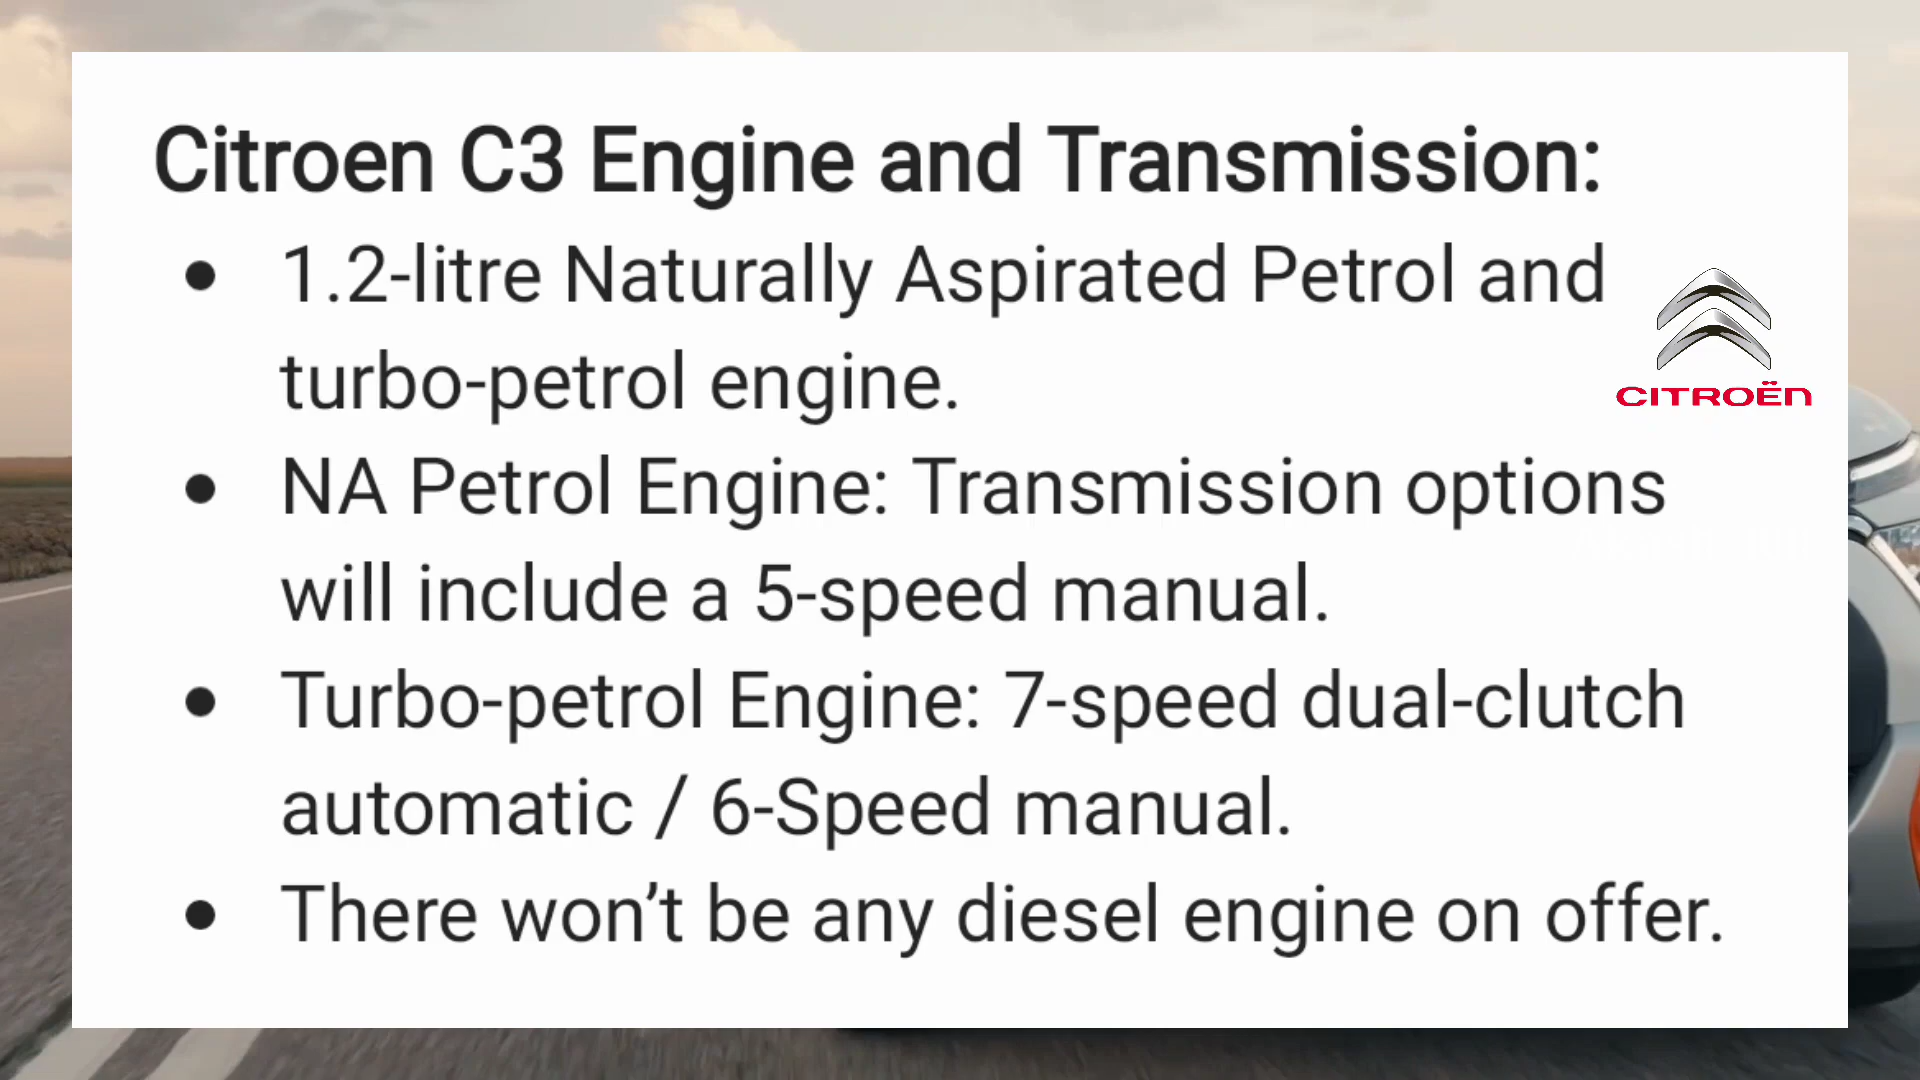 Citroen C3 Engine and Transmission:
● 1.2-litre Naturally Aspirated Petrol and
turbo-petrol engine.
CITROËN
● NA Petrol Engine: Transmission options
will include a 5-speed manual.
● Turbo-petrol Engine: 7-speed dual-clutch
automatic / 6-Speed manual.
● There won’t be any diesel engine on offer.